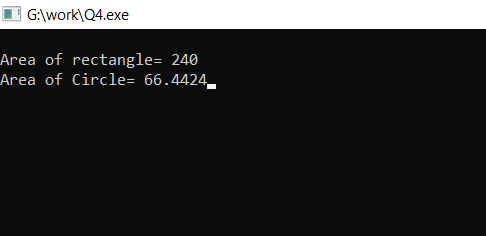 G:\work\Q4.exe
Area of rectangle= 240
Area of Circle= 66.4424